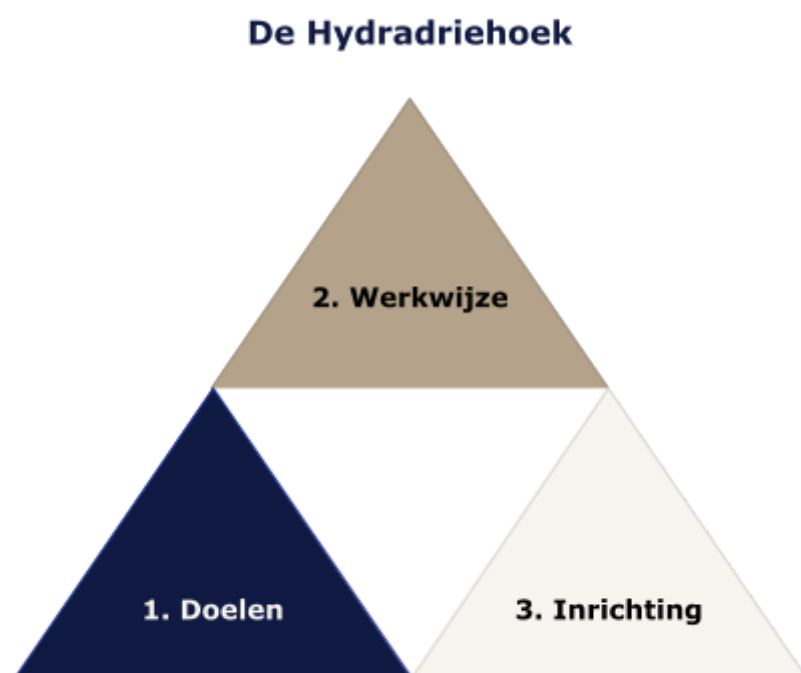 De Hydradriehoek
2. Werkwijze
1. Doelen
3. Inrichting